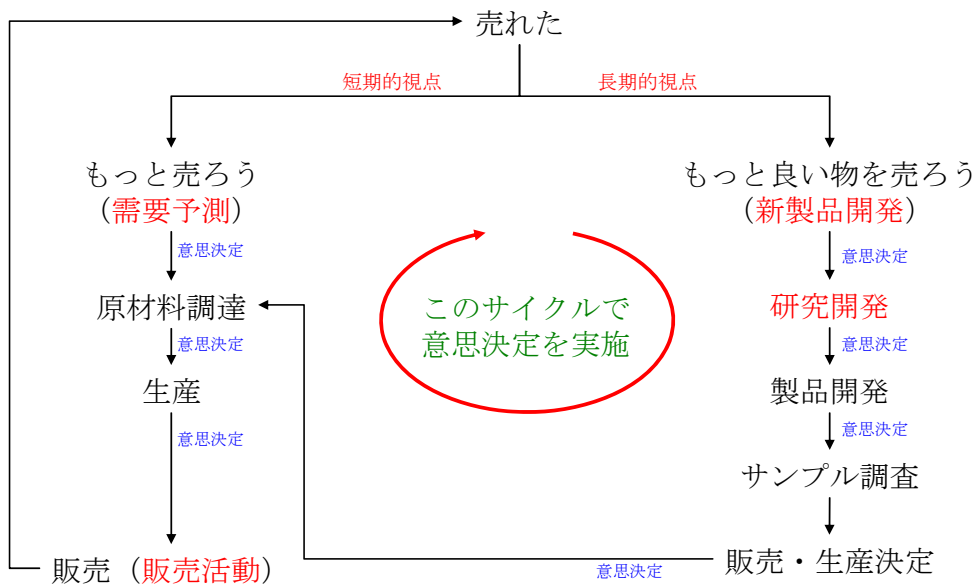 売れた
短期的視点
長期的視点
もっと売ろう
(需要予測)
意思決定
原材料調達
意思決定
生産
意思決定
販売(販売活動)
もっと良い物を売ろう
(新製品開発)
意思決定
研究開発
意思決定
製品開発
意思決定
サンプル調査
販売・生産決定
意思決定
このサイクルで
意思決定を実施